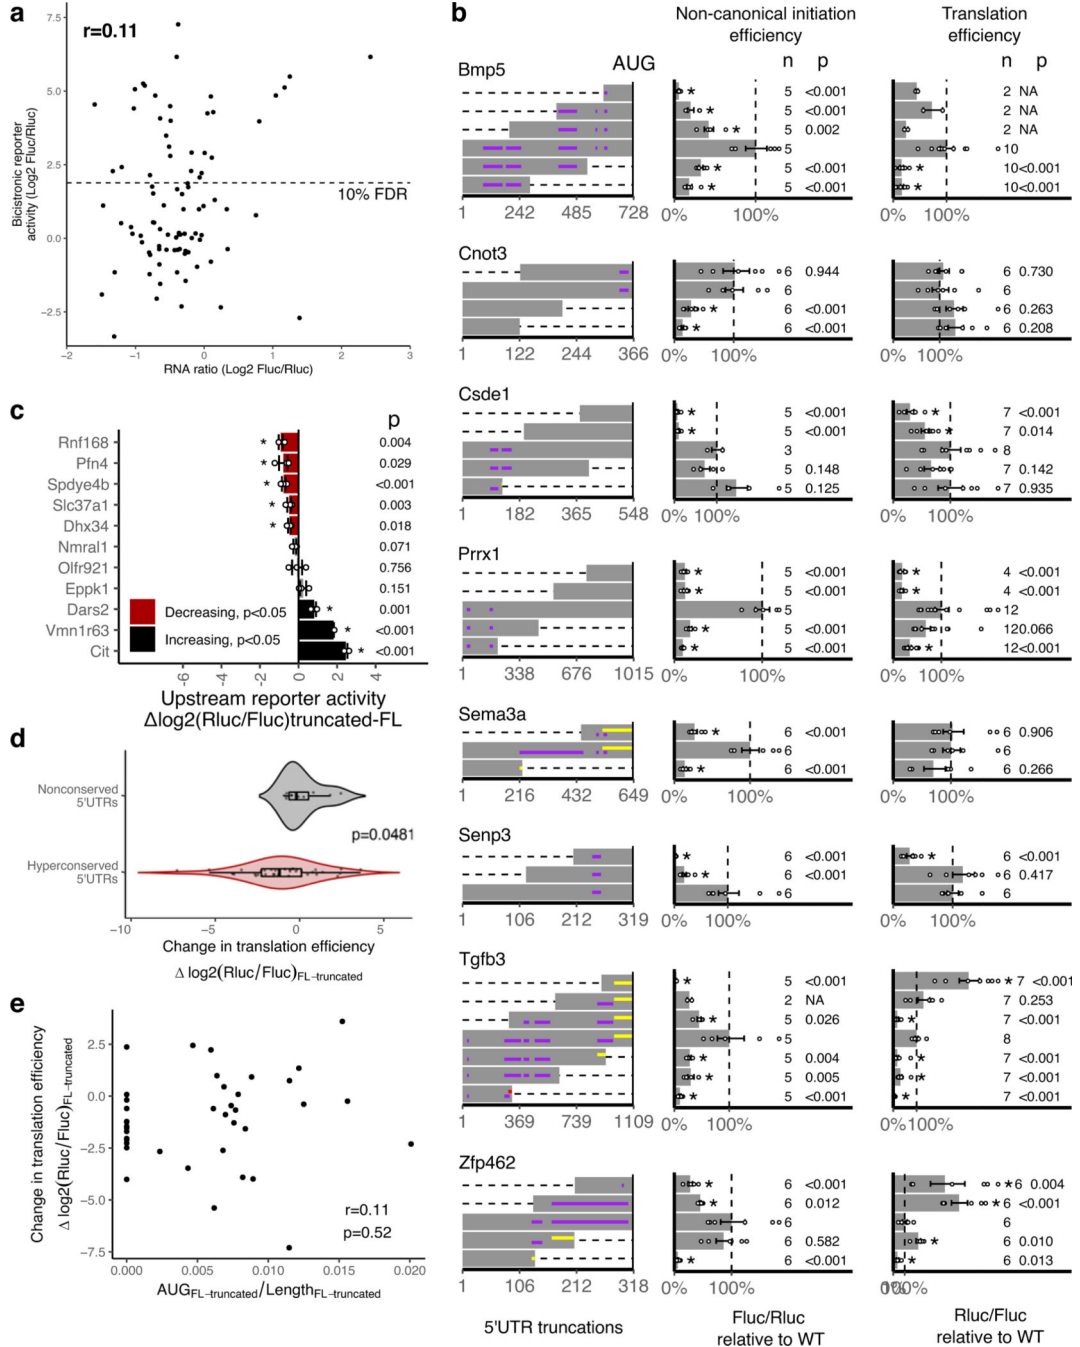 a
r=0.11
7.5
5.0
2.5
0.0
−2.5
10% FDR
−2 −1 0 1 2 3
RNA ratio (Log2 Fluc/Rluc)
Bicistronic reporter
activity (Log2 Fluc/Rluc)
b
Non-canonical initiation
efficiency
Translation
efficiency
AUG
n p
n p
Bmp5
* 5 <0.001
2 NA
* 5 <0.001
2 NA
* 5 0.002
2 NA
5
10
* 5 <0.001
* 10<0.001
* 5 <0.001
* 10<0.001
1 242 485 728
0% 100%
0% 100%
Cnot3
6 0.944
6 0.730
6
6
* 6 <0.001
6 0.263
* 6 <0.001
6 0.208
1 122 244 366
0% 100%
0% 100%
Csde1
* 5 <0.001
* 7 <0.001
* 5 <0.001
* 7 0.014
3
8
5 0.148
7 0.142
5 0.125
7 0.935
1 182 365 548
0% 100%
0% 100%
Prrx1
* 5 <0.001
* 4 <0.001
* 5 <0.001
* 4 <0.001
5
12
* 5 <0.001
120.066
* 5 <0.001
* 12<0.001
1 338 676 1015
0% 100%
0% 100%
Sema3a
* 6 <0.001
6 0.906
6
6
* 6 <0.001
6 0.266
1 216 432 649
0% 100%
0% 100%
Senp3
* 6 <0.001
* 6 <0.001
* 6 <0.001
6 0.417
6
6
1 106 212 319
0% 100%
0% 100%
Tgfb3
* 5 <0.001
* 7 <0.001
2 NA
7 0.253
* 5 0.026
* 7 <0.001
5
8
* 5 0.004
* 7 <0.001
* 5 0.005
* 7 <0.001
* 5 <0.001
* 7 <0.001
1 369 739 1109
0% 100%
0%100%
Zfp462
* 6 <0.001
* 6 0.004
* 6 0.012
* 6 <0.001
6
6
6 0.582
* 6 0.010
* 6 <0.001
* 6 0.013
1 106 212 318
0% 100%
0%100%
5'UTR truncations
Fluc/Rluc
relative to WT
Rluc/Fluc
relative to WT
c
p
Rnf168 * 0.004
Pfn4 * 0.029
Spdye4b * <0.001
Slc37a1 * 0.003
Dhx34 * 0.018
Nmral1 0.071
Olfr921 0.756
Eppk1 0.151
Dars2 * 0.001
Vmn1r63 * <0.001
Cit * <0.001
Decreasing, p<0.05
Increasing, p<0.05
-6 -4 -2 0 2 4
Upstream reporter activity
Δlog2(Rluc/Fluc)truncated-FL
d
Nonconserved
5'UTRs
p=0.0481
Hyperconserved
5'UTRs
−10 −5 0 5
Change in translation efficiency
Δ log2(Rluc/Fluc)FL−truncated
e
2.5
0.0
−2.5
−5.0
−7.5
r=0.11
p=0.52
0.000 0.005 0.010 0.015 0.020
AUGFL−truncated/LengthFL−truncated
Change in translation efficiency
Δ log2(Rluc/Fluc)FL−truncated